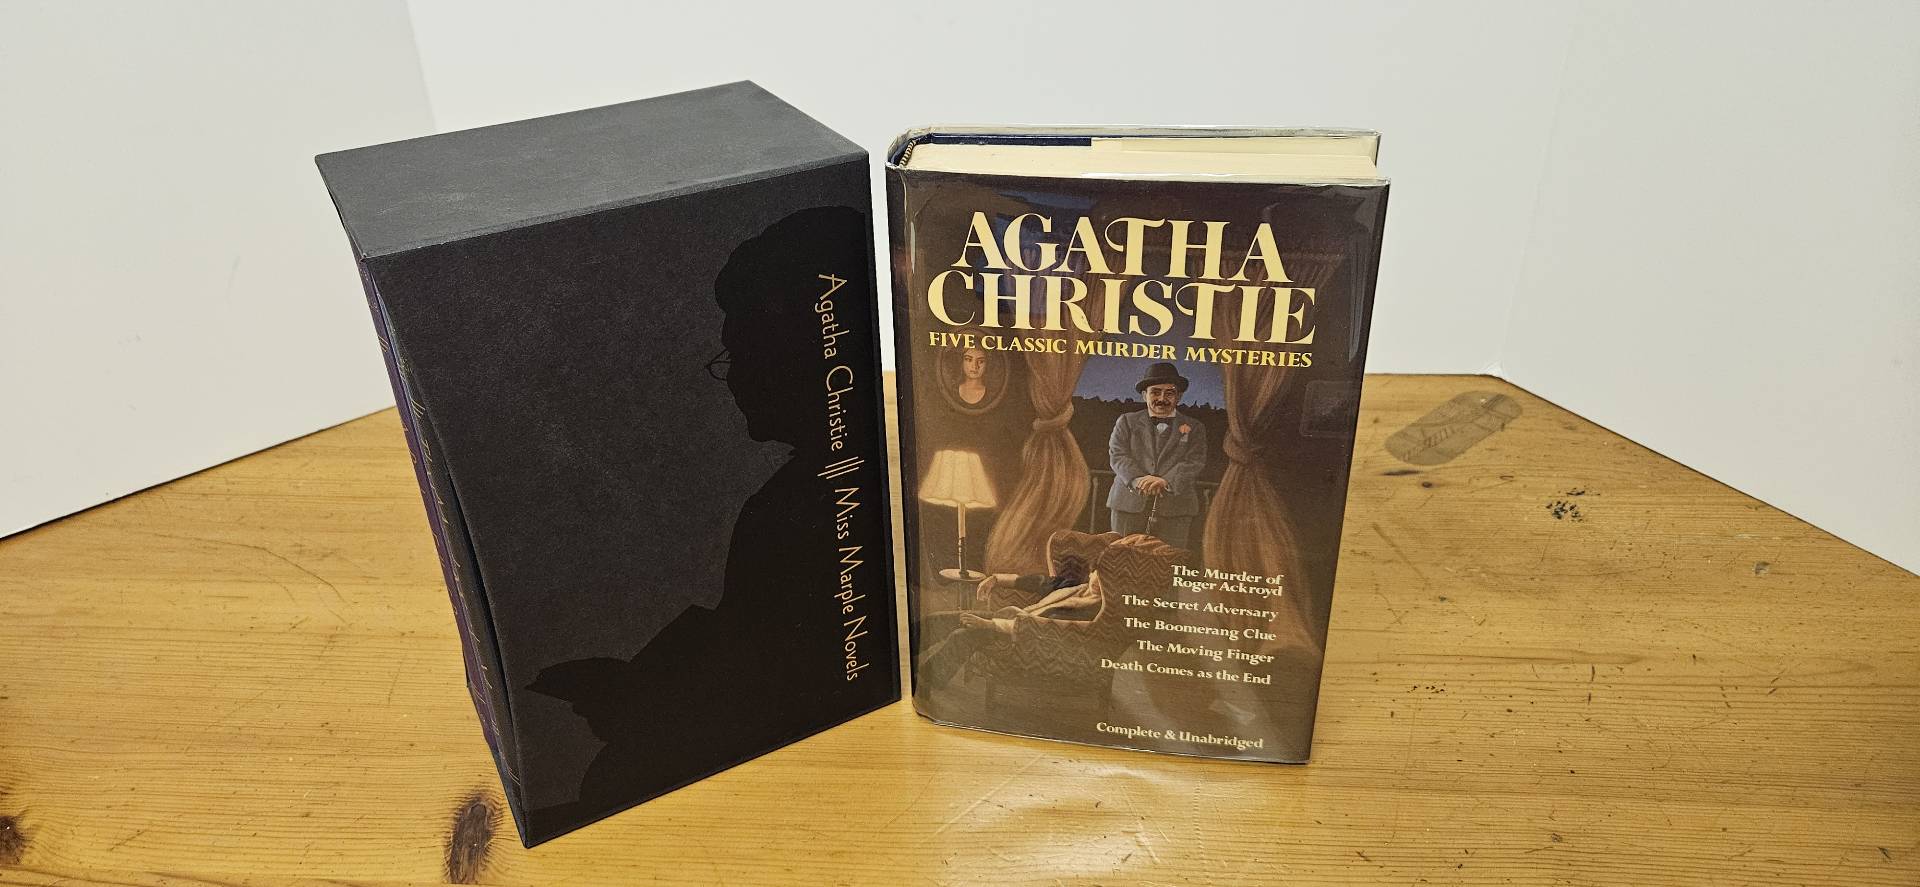 Agatha Christie ||| Miss Marple Novels
AGATHA
CHRISTIE
FIVE CLASSIC MURDER MYSTERIES
The Murder of
Roger Ackroyd
The Secret Adversary
The Boomerang Clue
The Moving Finger
Death Comes as the End
Complete & Unabridged